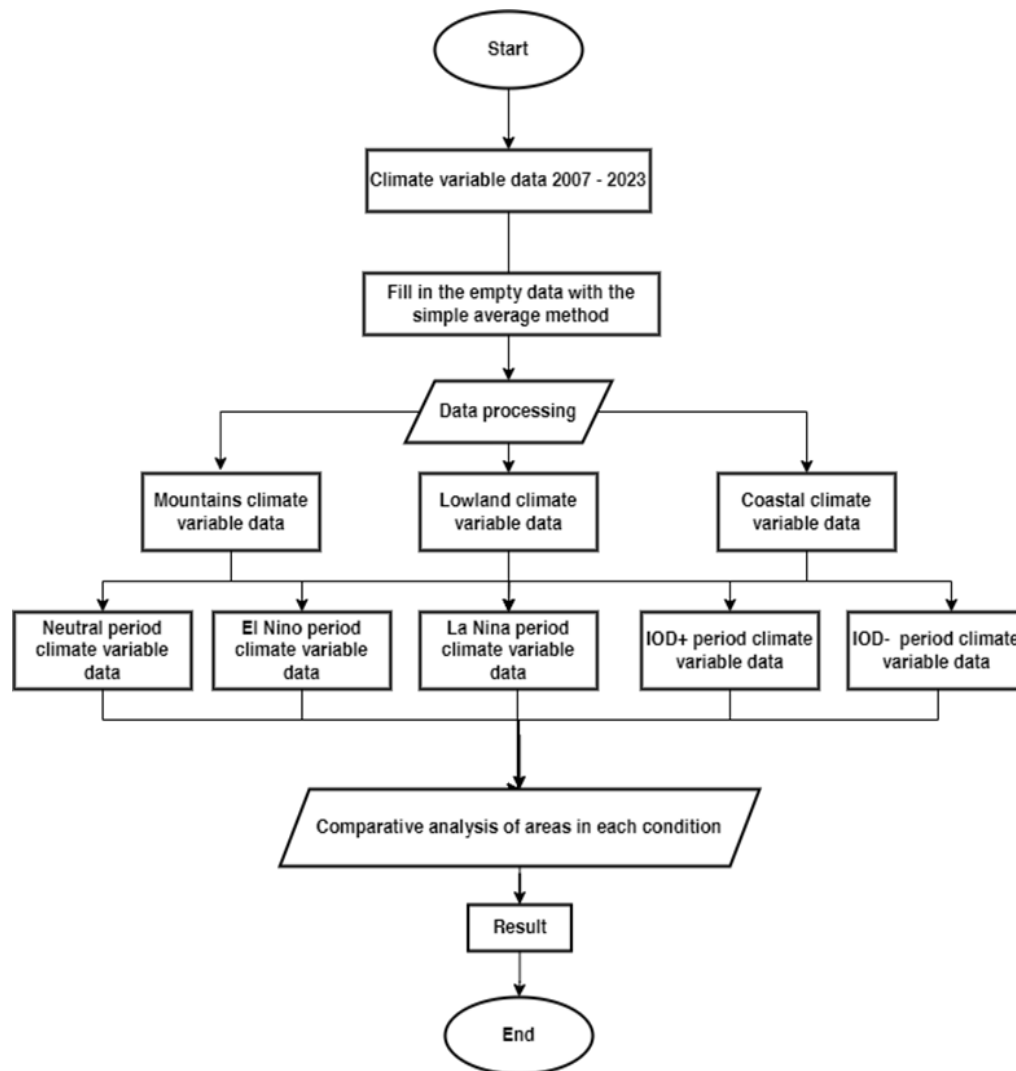 Start
Climate variable data 2007 - 2023
Fill in the empty data with the
simple average method
Data processing
Mountains climate
variable data
Lowland climate
variable data
Coastal climate
variable data
Neutral period
climate variable
data
El Nino period
climate variable
data
La Nina period
climate variable
data
IOD+ period climate
variable data
IOD- period climate
variable data
Comparative analysis of areas in each condition
Result
End